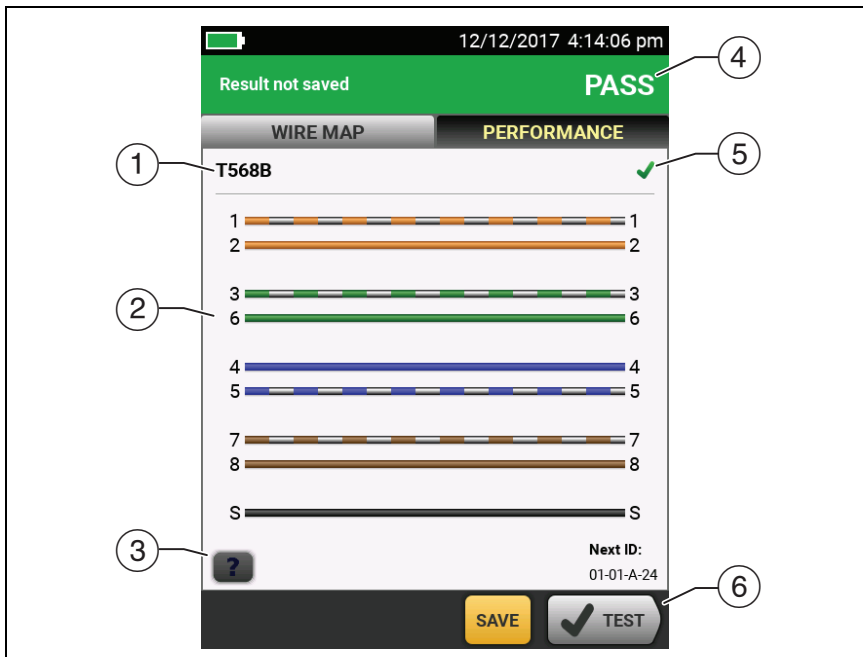 12/12/2017 4:14:06 pm
4
Result not saved PASS
WIRE MAP PERFORMANCE
1 T568B 5
1 1
2 2
3 3
2
6 6
4 4
5 5
7 7
8 8
S S
3 ? Next ID:
01-01-A-24
6
SAVE TEST